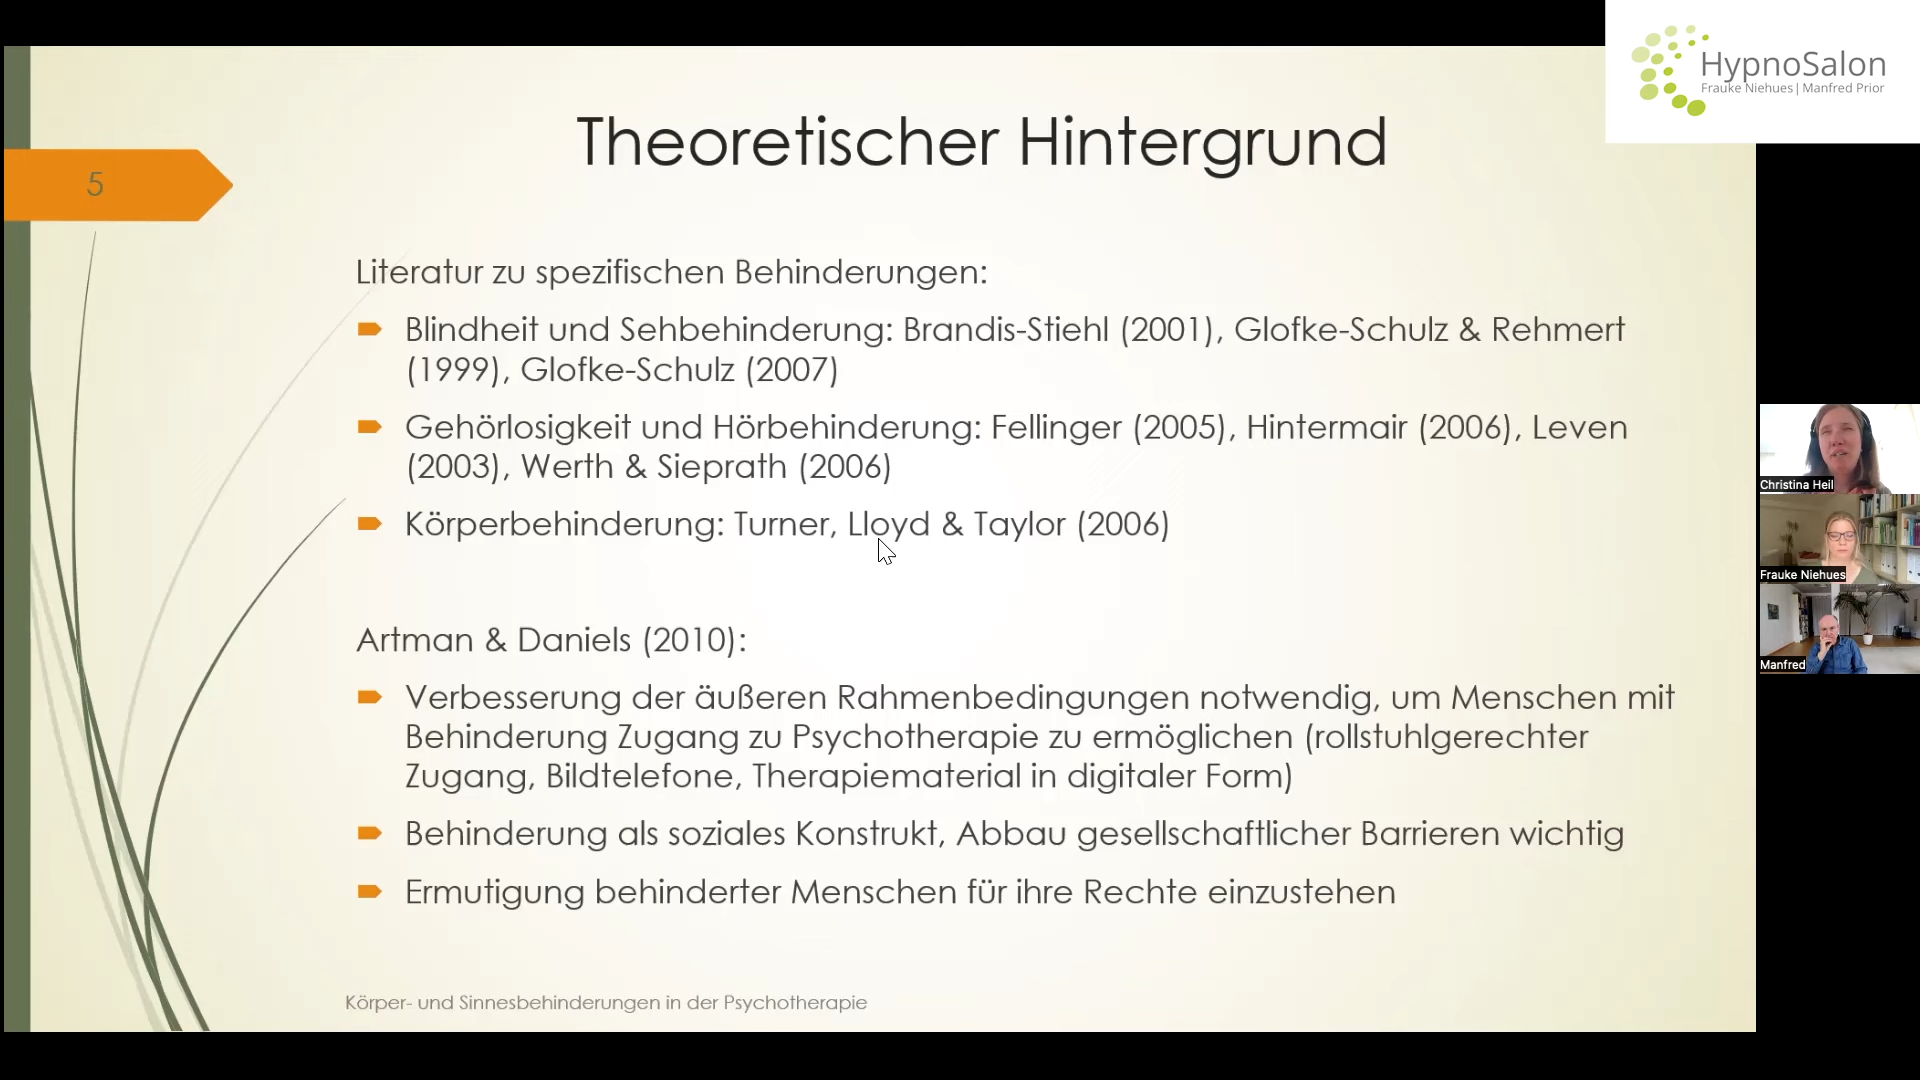 HypnoSalon
Frauke Niehues | Manfred Prior
Theoretischer Hintergrund
5
Literatur zu spezifischen Behinderungen:
Blindheit und Sehbehinderung: Brandis-Stiehl (2001), Glofke-Schulz & Rehmert
(1999), Glofke-Schulz (2007)
Gehörlosigkeit und Hörbehinderung: Fellinger (2005), Hintermair (2006), Leven
(2003), Werth & Sieprath (2006)
Körperbehinderung: Turner, Lloyd & Taylor (2006)
Artman & Daniels (2010):
Verbesserung der äußeren Rahmenbedingungen notwendig, um Menschen mit
Behinderung Zugang zu Psychotherapie zu ermöglichen (rollstuhlgerechter
Zugang, Bildtelefone, Therapiematerial in digitaler Form)
Behinderung als soziales Konstrukt, Abbau gesellschaftlicher Barrieren wichtig
Ermutigung behinderter Menschen für ihre Rechte einzustehen
Körper- und Sinnesbehinderungen in der Psychotherapie
Christina Heil
Frauke Niehues
Manfred